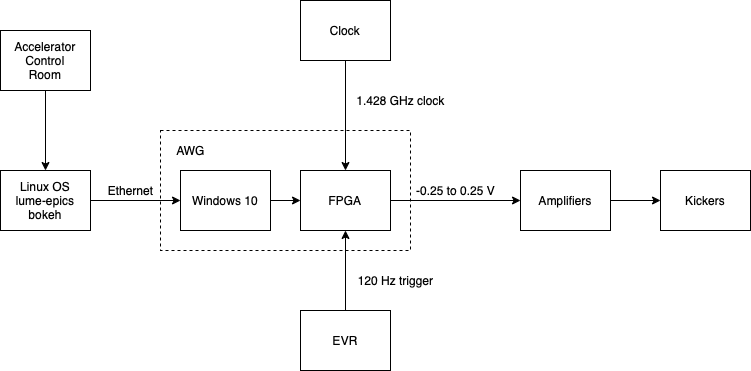 Clock
Accelerator
Control
Room
1.428 GHz clock
AWG
Linux OS
lume-epics
bokeh
Ethernet
Windows 10
FPGA
-0.25 to 0.25 V
Amplifiers
Kickers
120 Hz trigger
EVR